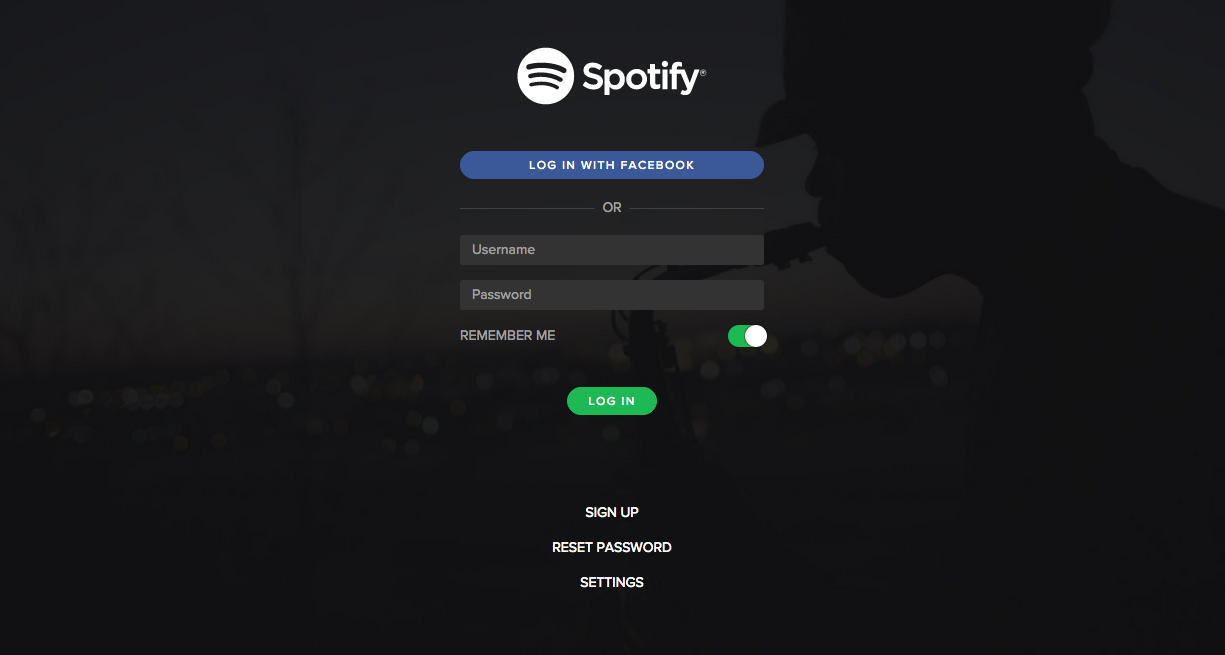 Spotify®
LOG IN WITH FACEBOOK
OR
Username
Password
REMEMBER ME
LOG IN
SIGN UP
RESET PASSWORD
SETTINGS